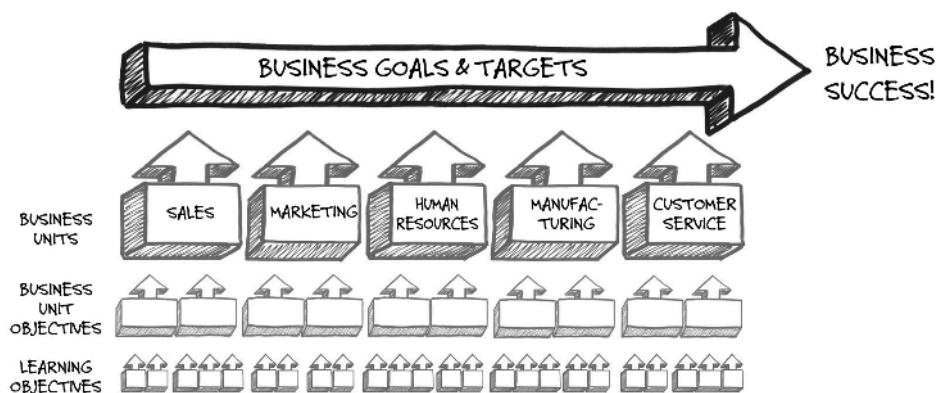 BUSINESS GOALS & TARGETS
BUSINESS
SUCCESS!
BUSINESS
UNITS
SALES
MARKETING
HUMAN
RESOURCES
MANUFAC-
TURING
CUSTOMER
SERVICE
BUSINESS
UNIT
OBJECTIVES
LEARNING
OBJECTIVES